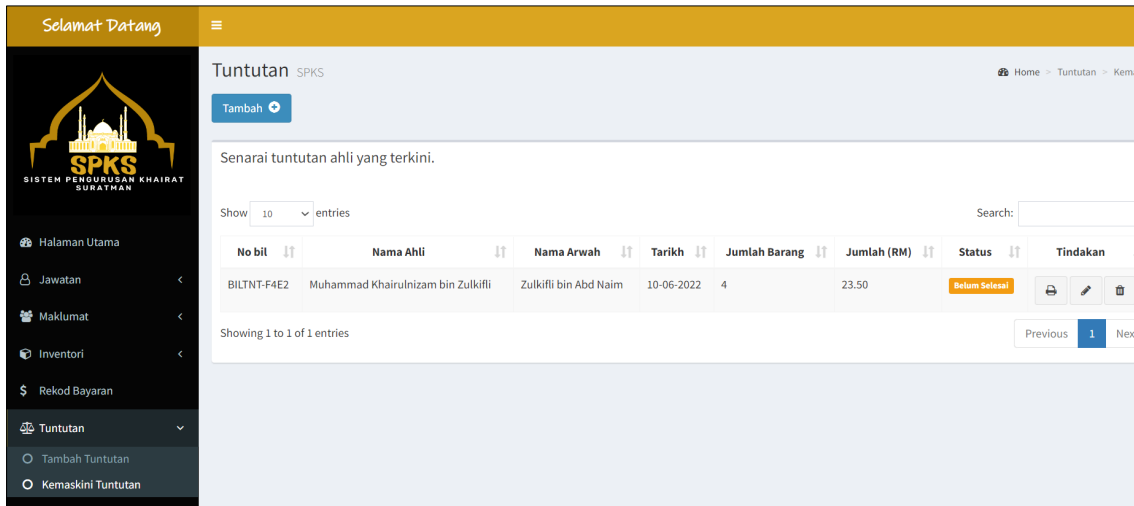 Selamat Datang
SPKS
SISTEM PENGURUSAN KHAIRAT
SURATMAN
Halaman Utama
Jawatan
Maklumat
Inventori
Rekod Bayaran
Tuntutan
Tambah Tuntutan
Kemaskini Tuntutan
Tuntutan SPKS
Home > Tuntutan > Kema
Tambah
Senarai tuntutan ahli yang terkini.
Show 10 entries
Search:
No bil Nama Ahli Nama Arwah Tarikh Jumlah Barang Jumlah (RM) Status Tindakan
BILTNT-F4E2 Muhammad Khairulnizam bin Zulkifli Zulkifli bin Abd Naim 10-06-2022 4 23.50 Belum Selesai
Showing 1 to 1 of 1 entries
Previous 1 Nex